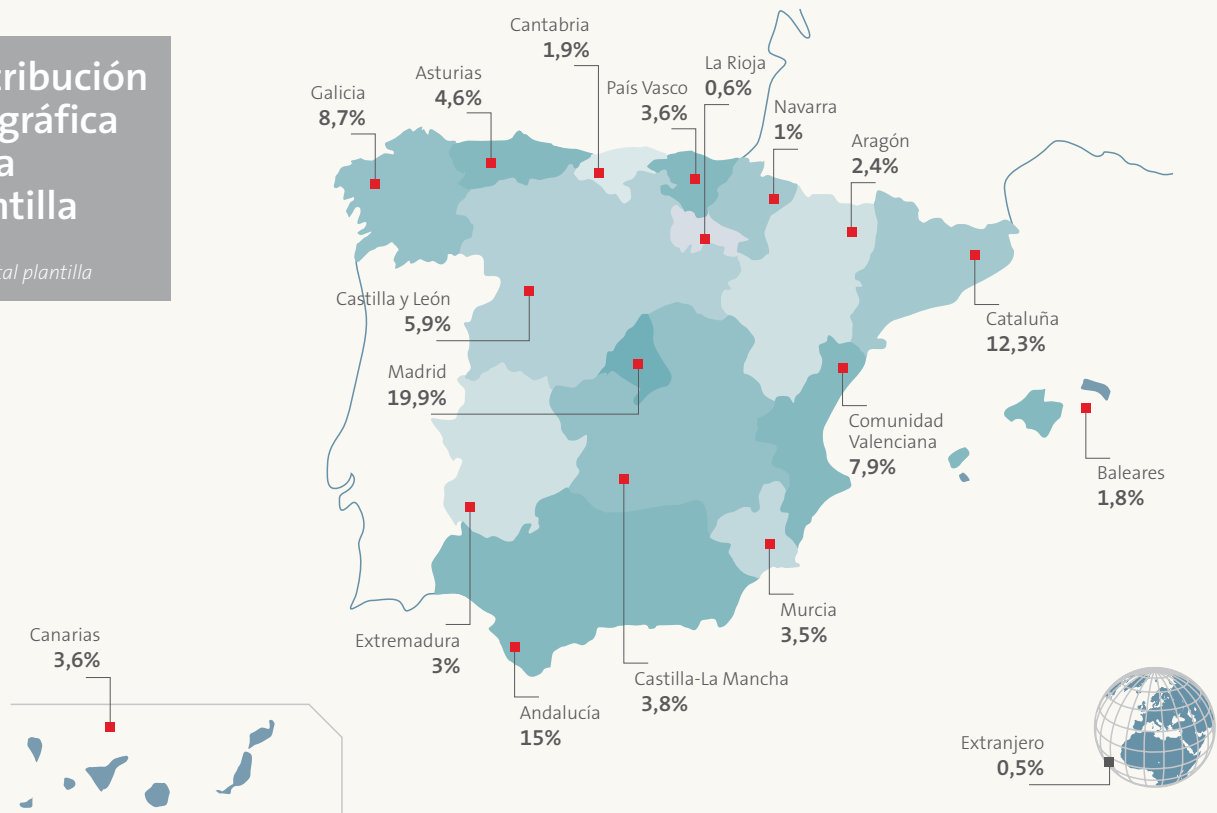 tribución
gráfica
a
ntilla
tal plantilla
Cantabria
1,9%
Asturias
4,6%
Galicia
8,7%
País Vasco
3,6%
La Rioja
0,6%
Navarra
1%
Aragón
2,4%
Castilla y León
5,9%
Cataluña
12,3%
Madrid
19,9%
Comunidad
Valenciana
7,9%
Baleares
1,8%
Murcia
3,5%
Extremadura
3%
Castilla-La Mancha
3,8%
Andalucía
15%
Canarias
3,6%
Extranjero
0,5%